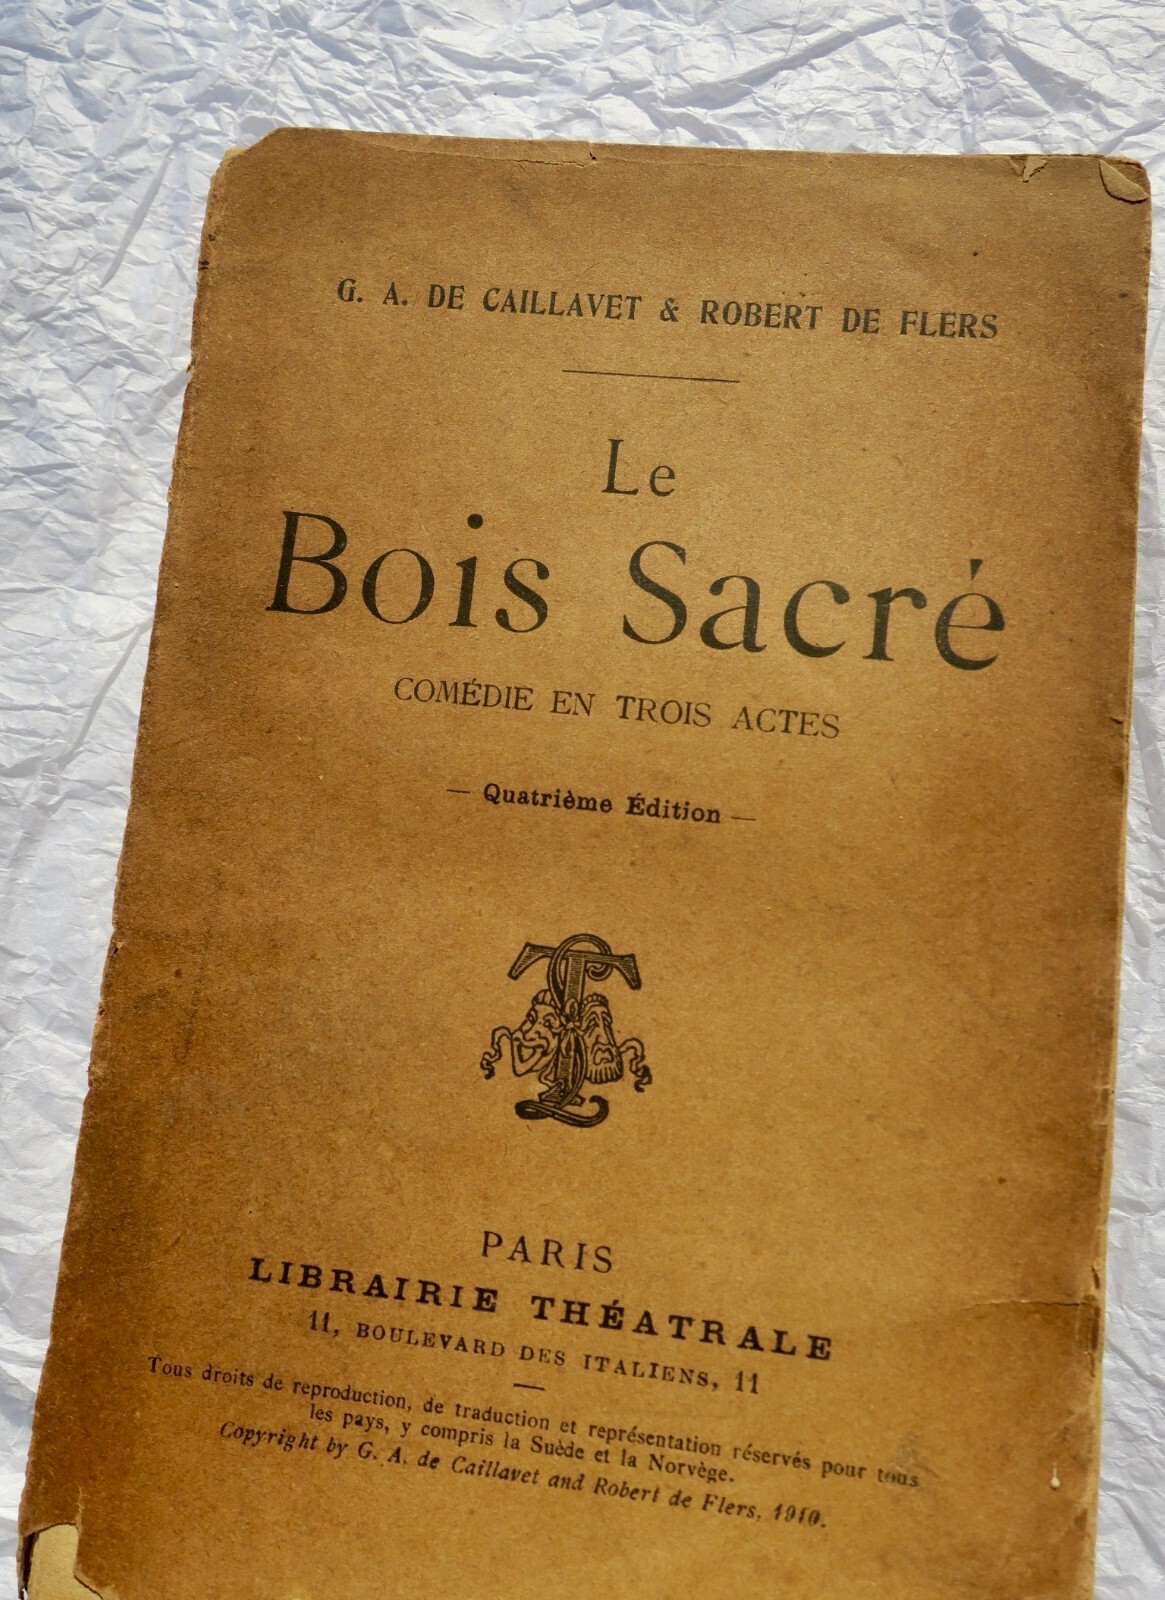 G. A. DE CAILLAVET & ROBERT DE FLERS
Le
Bois Sacré
COMÉDIE EN TROIS ACTES
— Quatrième Édition —
TL
PARIS
LIBRAIRIE THÉATRALE
11, BOULEVARD DES ITALIENS, 11
Tous droits de reproduction, de traduction et représentation réservés pour tous
les pays, y compris la Suède et la Norvège.
Copyright by G. A. de Caillavet and Robert de Flers, 1910.